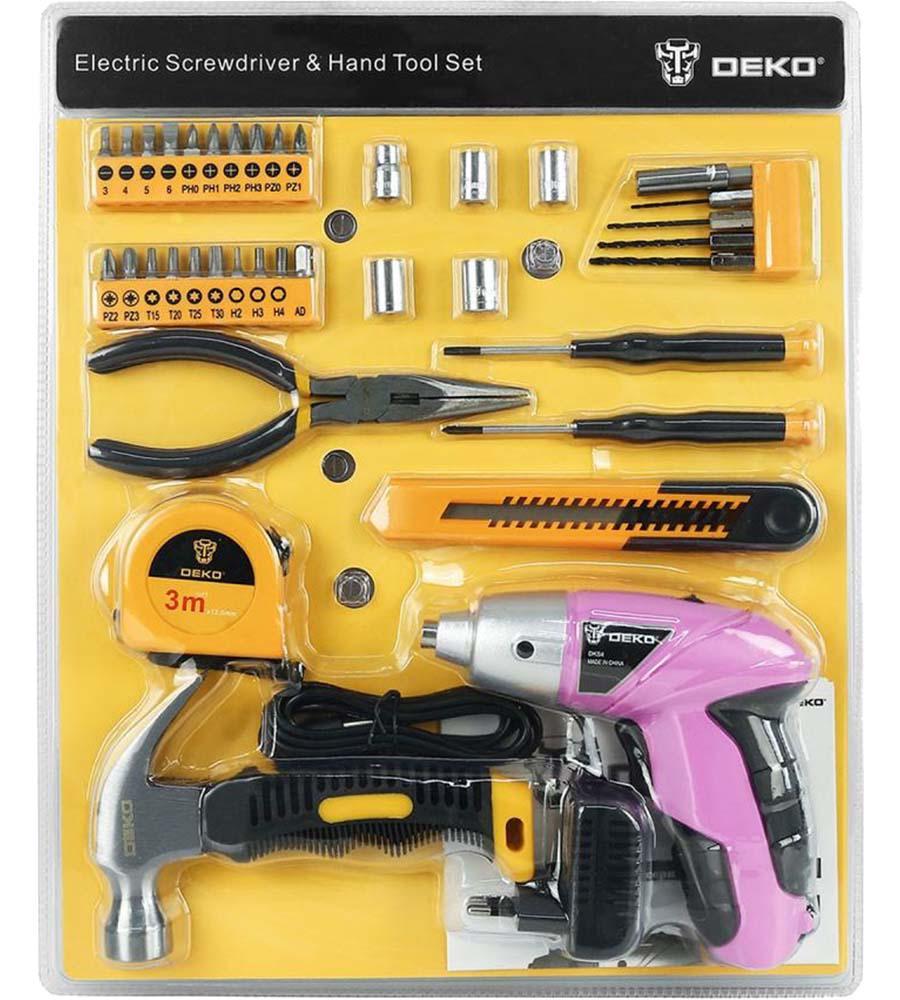 Electric Screwdriver & Hand Tool Set
DEKO®
3 4 5 6 PH0 PH1 PH2 PH3 PZ0 PZ1
PZ2 PZ3 T15 T20 T25 T30 H2 H3 H4 AD
DEKO
3m
DEKO
MADE IN CHINA
DEKO